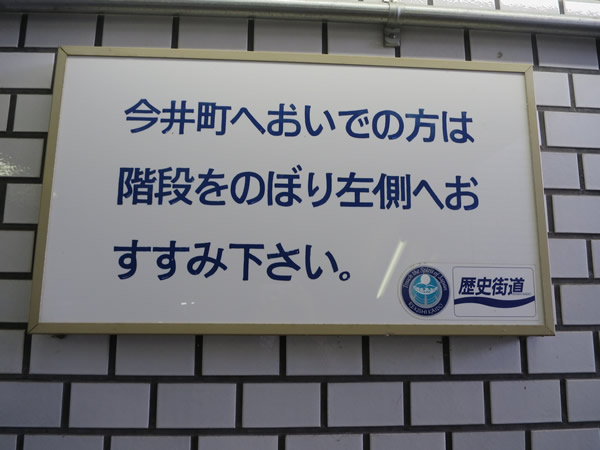 今井町へおいでの方は
階段をのぼり左側へお
すすみ下さい。
歴史街道